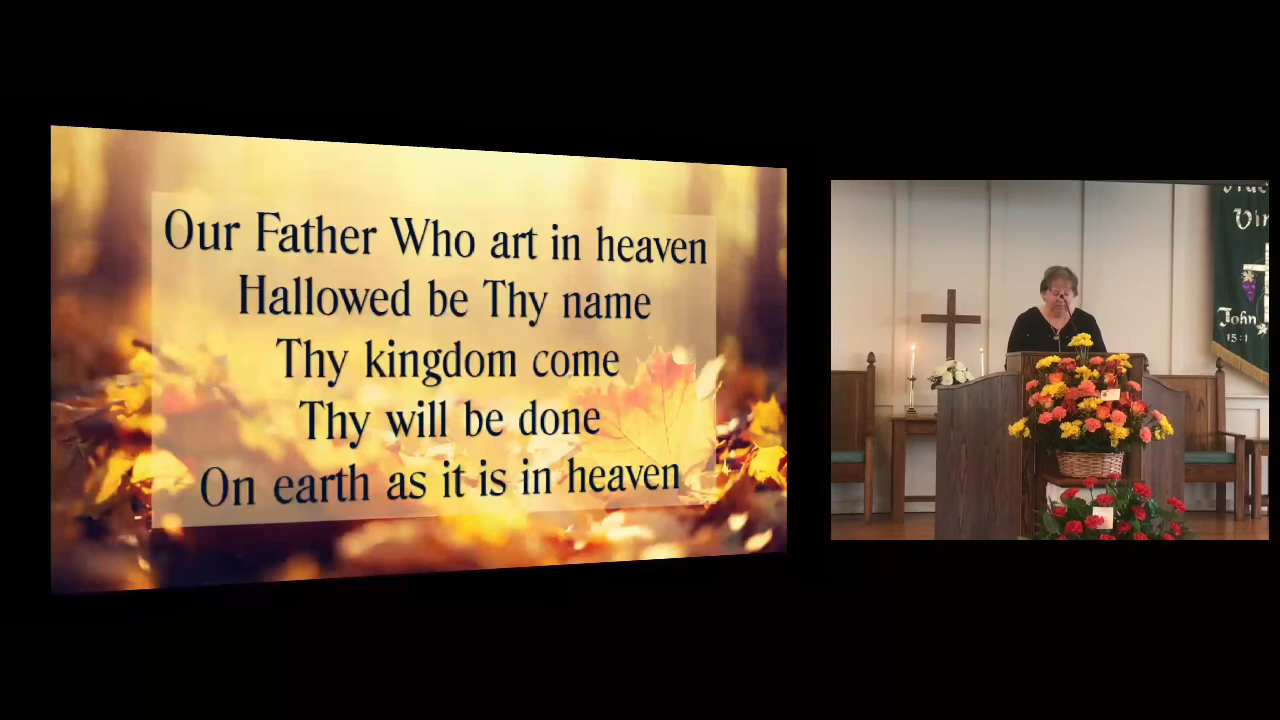 Our Father Who art in heaven
Hallowed be Thy name
Thy kingdom come
Thy will be done
On earth as it is in heaven
John
15:1